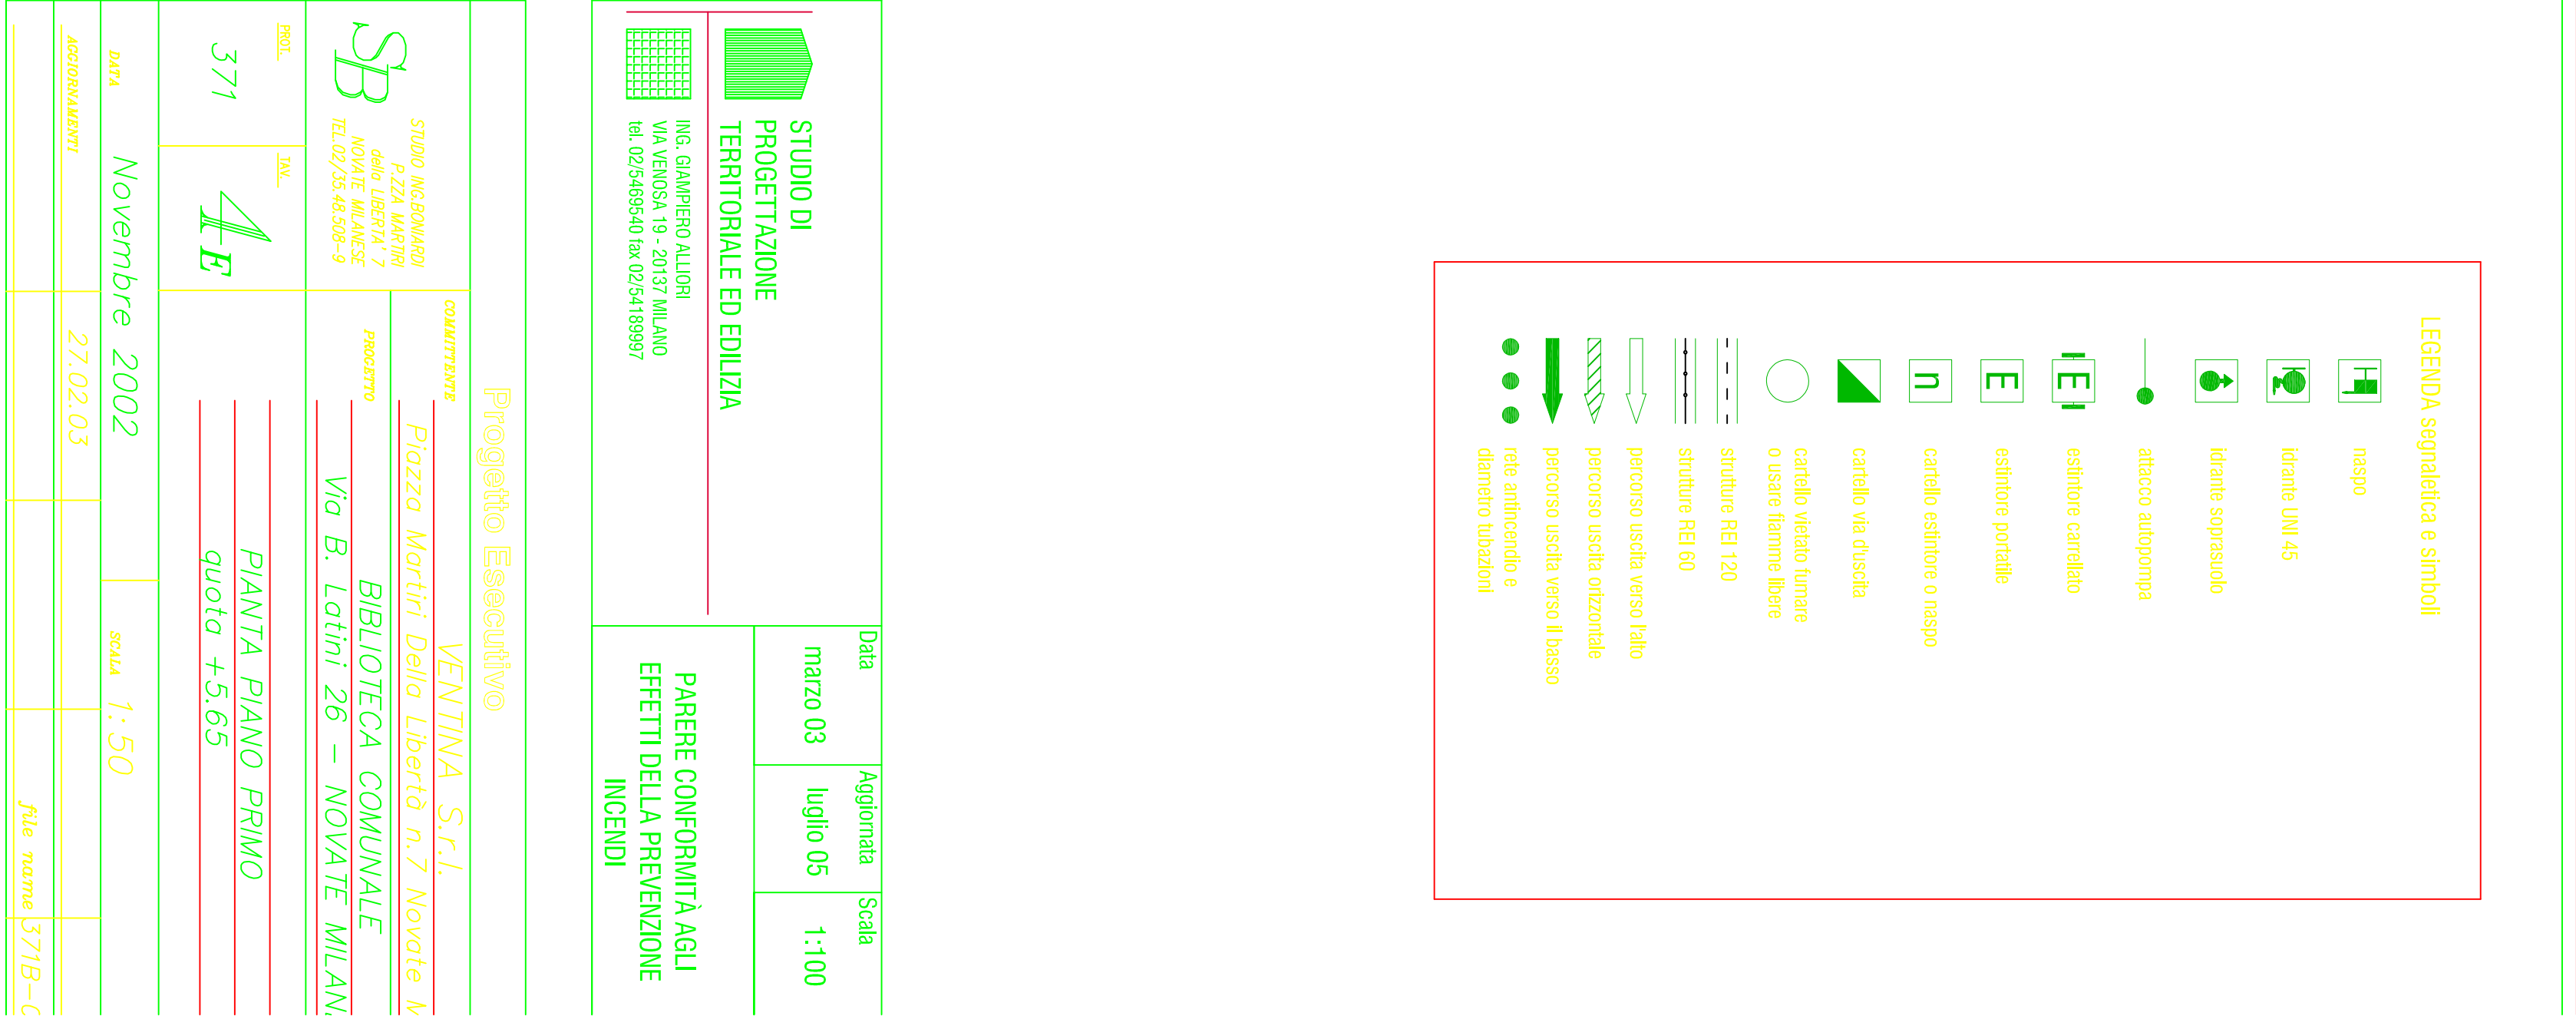 LEGENDA segnaletica e simboli
naspo
idrante UNI 45
idrante soprasuolo
attacco autopompa
E
estintore carrellato
E
estintore portatile
n
cartello estintore o naspo
cartello via d'uscita
cartello vietato fumare
o usare fiamme libere
strutture REI 120
strutture REI 60
percorso uscita verso l'alto
percorso uscita orizzontale
percorso uscita verso il basso
rete antincendio e
diametro tubazioni
STUDIO DI
PROGETTAZIONE
TERRITORIALE ED EDILIZIA
ING. GIAMPIERO ALLIORI
VIA VENOSA 19 - 20137 MILANO
tel. 02/5469540 fax 02/54189997
Data
marzo 03
Aggiornata
luglio 05
Scala
1:100
PARERE CONFORMITÀ AGLI
EFFETTI DELLA PREVENZIONE
INCENDI
Progetto Esecutivo
SB
STUDIO ING.BONIARDI
P.ZZA MARTIRI
della LIBERTA' 7
NOVATE MILANESE
TEL.02/35.48.508-9
COMMITTENTE
VENTINA S.r.l.
Piazza Martiri Della Libertà n.7 Novate
PROGETTO
BIBLIOTECA COMUNALE
Via B. Latini 26 - NOVATE MILAN
PROT.
371
TAV.
4E
PIANTA PIANO PRIMO
quota +5.65
DATA
Novembre 2002
SCALA 1:50
AGGIORNAMENTI
27.02.03
file name 371B-